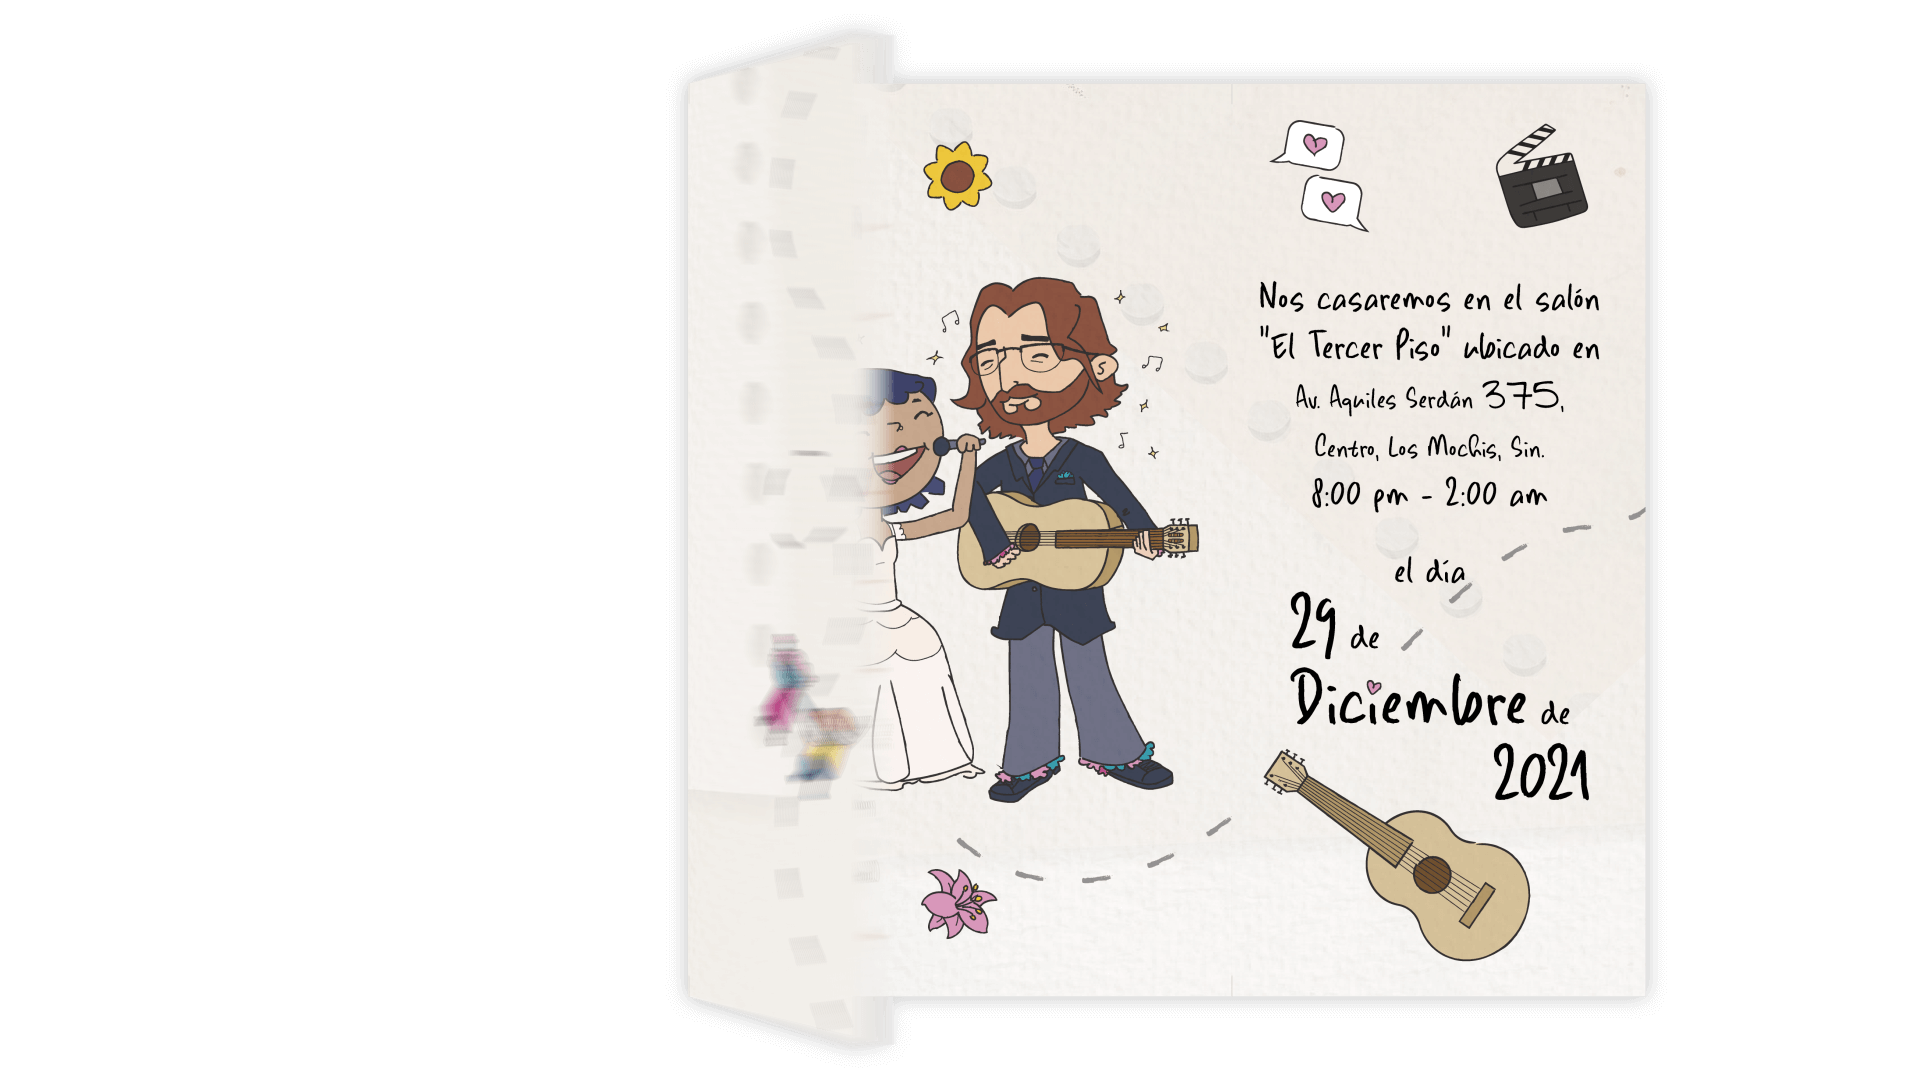 Nos casaremos en el salón
"El Tercer Piso" ubicado en
Av. Aquiles Serdán 375,
Centro, Los Mochis, Sin.
8:00 pm - 2:00 am
el día
29 de
Diciembre de
2021